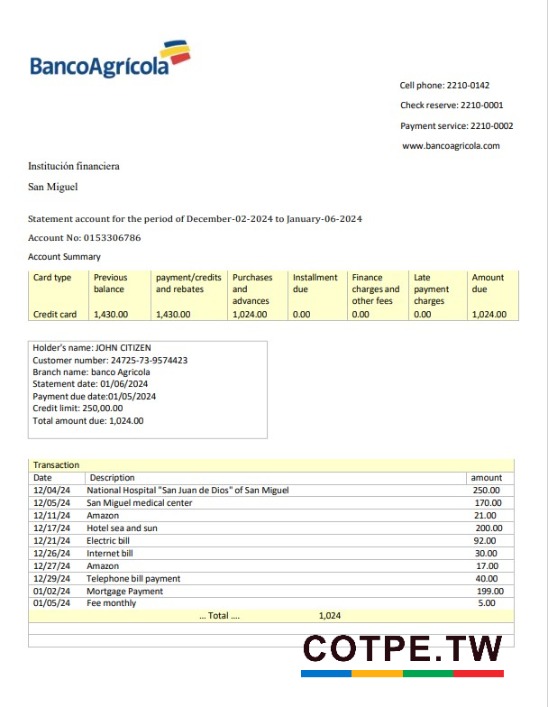 BancoAgrícola
Cell phone: 2210-0142
Check reserve: 2210-0001
Payment service: 2210-0002
www.bancoagricola.com
Institución financiera
San Miguel
Statement account for the period of December-02-2024 to January-06-2024
Account No: 0153306786
Account Summary
Card type Previous balance payment/credits and rebates Purchases and advances Installment due Finance charges and other fees Late payment charges Amount due
Credit card 1,430.00 1,430.00 1,024.00 0.00 0.00 0.00 1,024.00
Holder's name: JOHN CITIZEN
Customer number: 24725-73-9574423
Branch name: banco Agricola
Statement date: 01/06/2024
Payment due date:01/05/2024
Credit limit: 250,00.00
Total amount due: 1,024.00
Transaction
Date Description amount
12/04/24 National Hospital "San Juan de Dios" of San Miguel 250.00
12/05/24 San Miguel medical center 170.00
12/11/24 Amazon 21.00
12/17/24 Hotel sea and sun 200.00
12/21/24 Electric bill 92.00
12/26/24 Internet bill 30.00
12/27/24 Amazon 17.00
12/29/24 Telephone bill payment 40.00
01/02/24 Mortgage Payment 199.00
01/05/24 Fee monthly 5.00
... Total .... 1,024
COTPE.TW